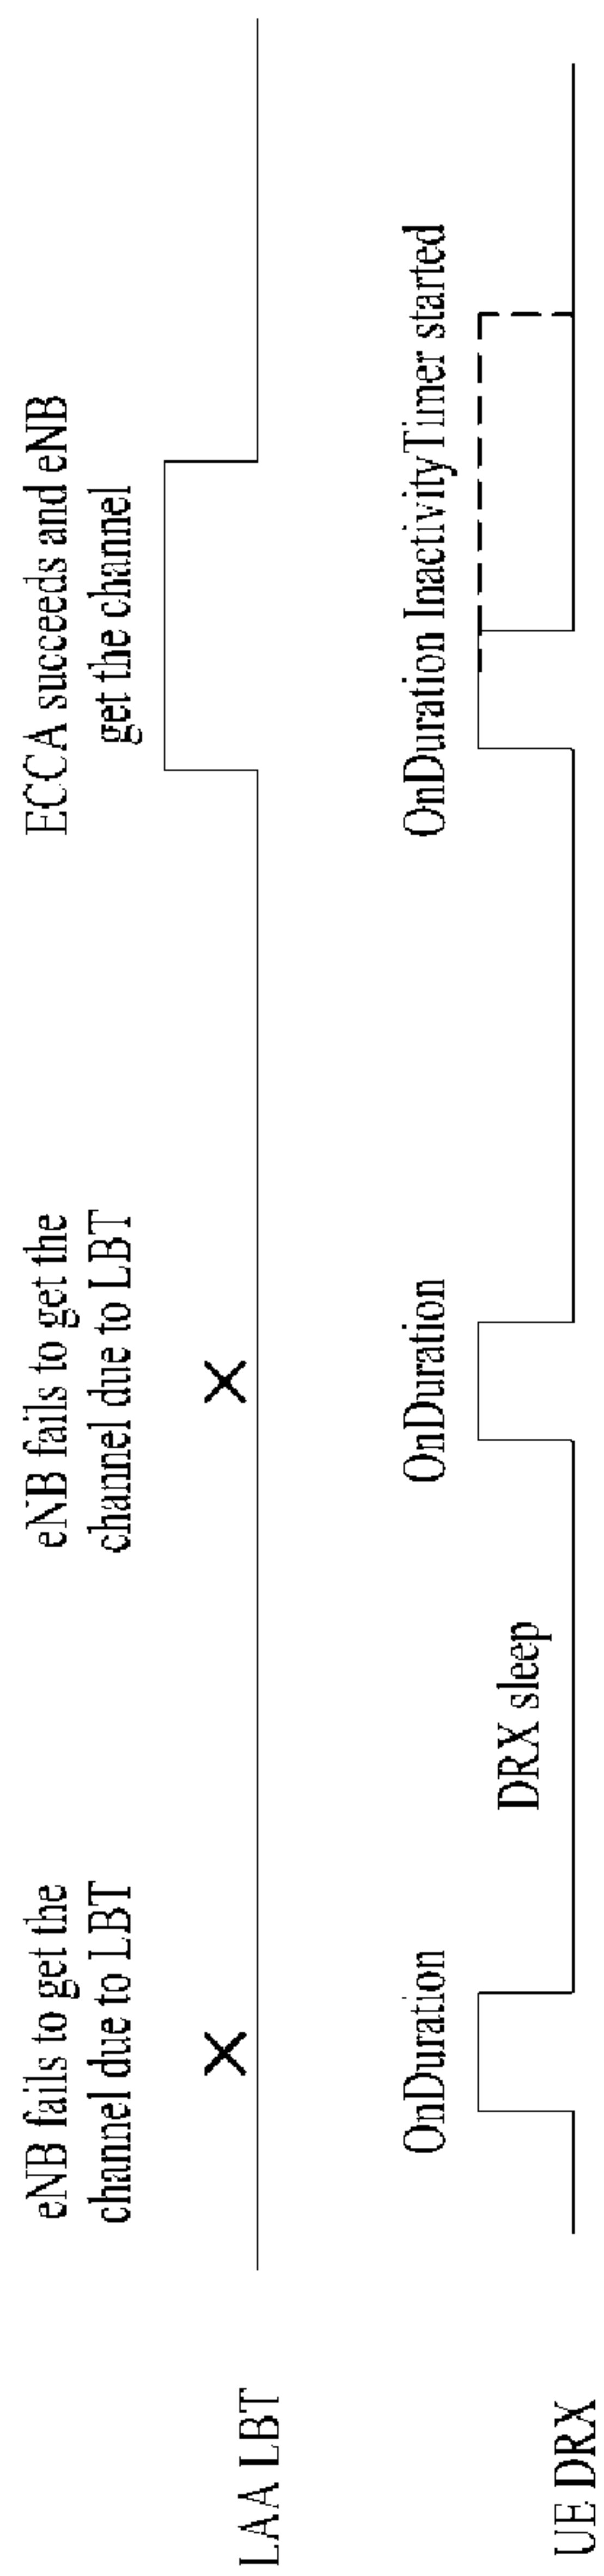 eNB fails to get the
channel due to LBT
eNB fails to get the
channel due to LBT
ECCA succeeds and eNB
get the channel
LAA LBT
OnDuration
OnDuration
OnDuration InactivityTimer started
DRX sleep
UE DRX